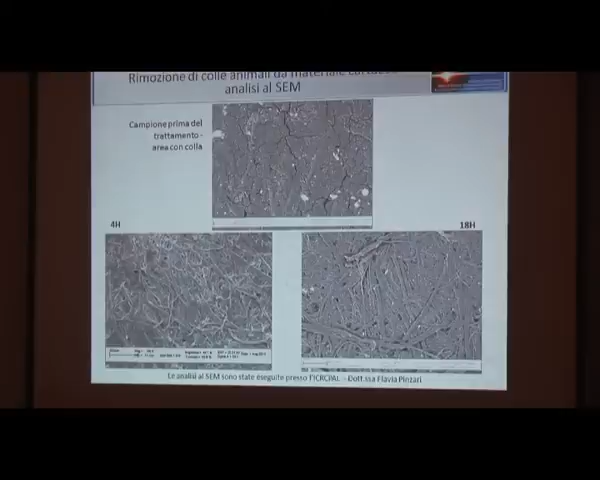 Rimozione di colle animali da materiale cartaceo
analisi al SEM
Campione prima del
trattamento -
area con colla
4H
18H
Le analisi al SEM sono state eseguite presso l'ICRCPAL - Dott.ssa Flavia Pinzari